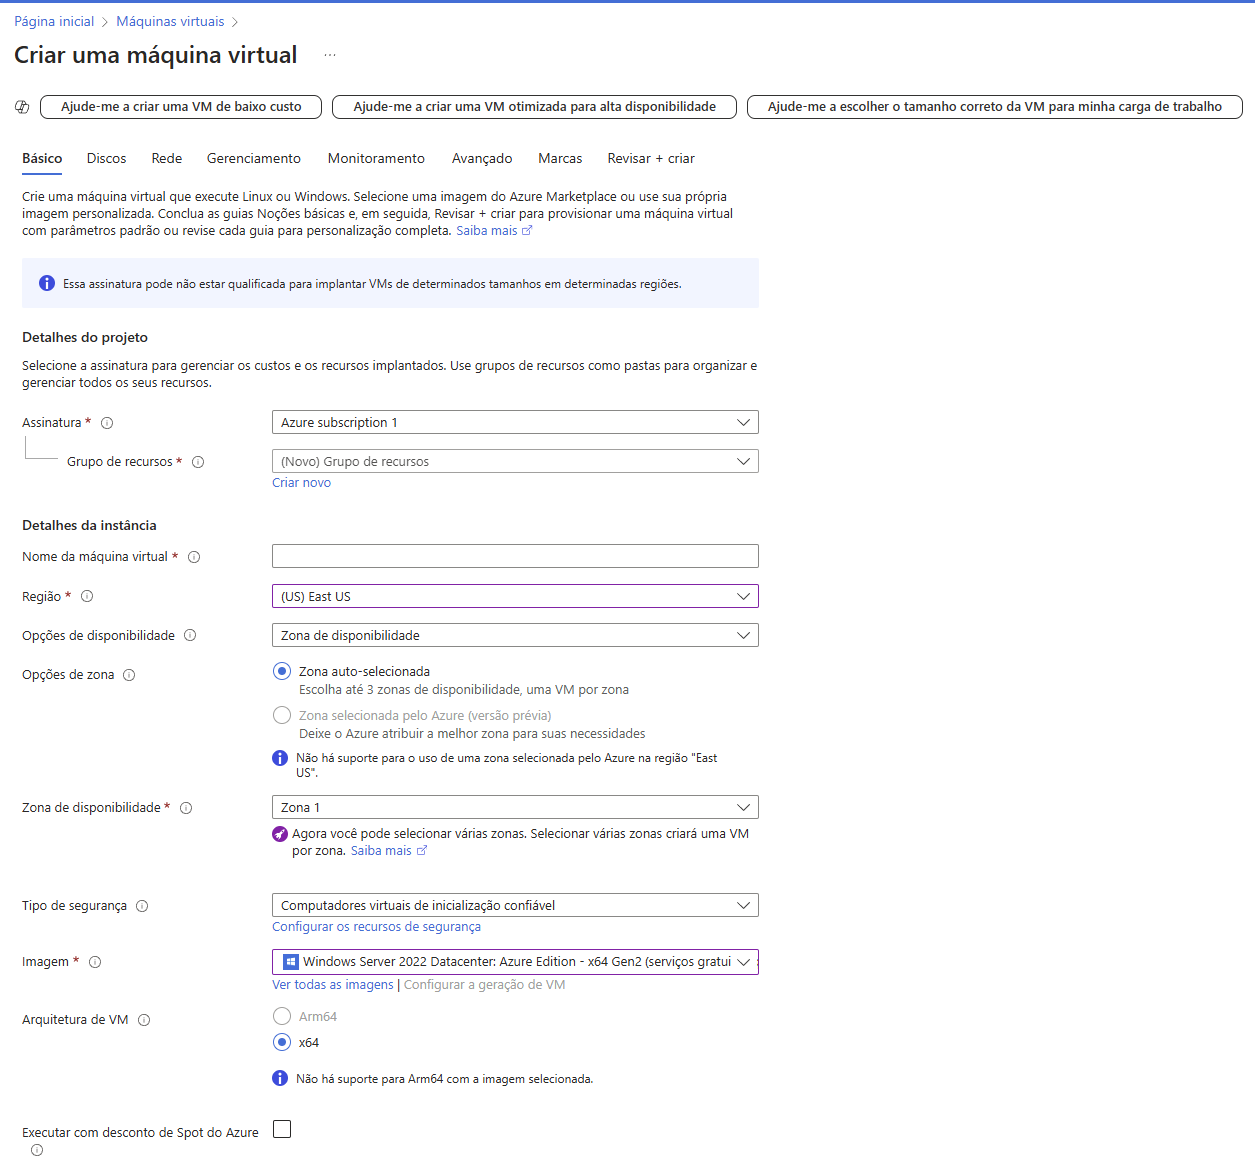 Página inicial > Máquinas virtuais >
Criar uma máquina virtual ...
Ajude-me a criar uma VM de baixo custo
Ajude-me a criar uma VM otimizada para alta disponibilidade
Ajude-me a escolher o tamanho correto da VM para minha carga de trabalho
Básico Discos Rede Gerenciamento Monitoramento Avançado Marcas Revisar + criar
Crie uma máquina virtual que execute Linux ou Windows. Selecione uma imagem do Azure Marketplace ou use sua própria
imagem personalizada. Conclua as guias Noções básicas e, em seguida, Revisar + criar para provisionar uma máquina virtual
com parâmetros padrão ou revise cada guia para personalização completa. Saiba mais
Essa assinatura pode não estar qualificada para implantar VMs de determinados tamanhos em determinadas regiões.
Detalhes do projeto
Selecione a assinatura para gerenciar os custos e os recursos implantados. Use grupos de recursos como pastas para organizar e
gerenciar todos os seus recursos.
Assinatura * Azure subscription 1
Grupo de recursos * (Novo) Grupo de recursos
Criar novo
Detalhes da instância
Nome da máquina virtual *
Região * (US) East US
Opções de disponibilidade Zona de disponibilidade
Opções de zona Zona auto-selecionada
Escolha até 3 zonas de disponibilidade, uma VM por zona
Zona selecionada pelo Azure (versão prévia)
Deixe o Azure atribuir a melhor zona para suas necessidades
Não há suporte para o uso de uma zona selecionada pelo Azure na região "East
US".
Zona de disponibilidade * Zona 1
Agora você pode selecionar várias zonas. Selecionar várias zonas criará uma VM
por zona. Saiba mais
Tipo de segurança Computadores virtuais de inicialização confiável
Configurar os recursos de segurança
Imagem * Windows Server 2022 Datacenter: Azure Edition - x64 Gen2 (serviços gratui
Ver todas as imagens | Configurar a geração de VM
Arquitetura de VM Arm64
x64
Não há suporte para Arm64 com a imagem selecionada.
Executar com desconto de Spot do Azure